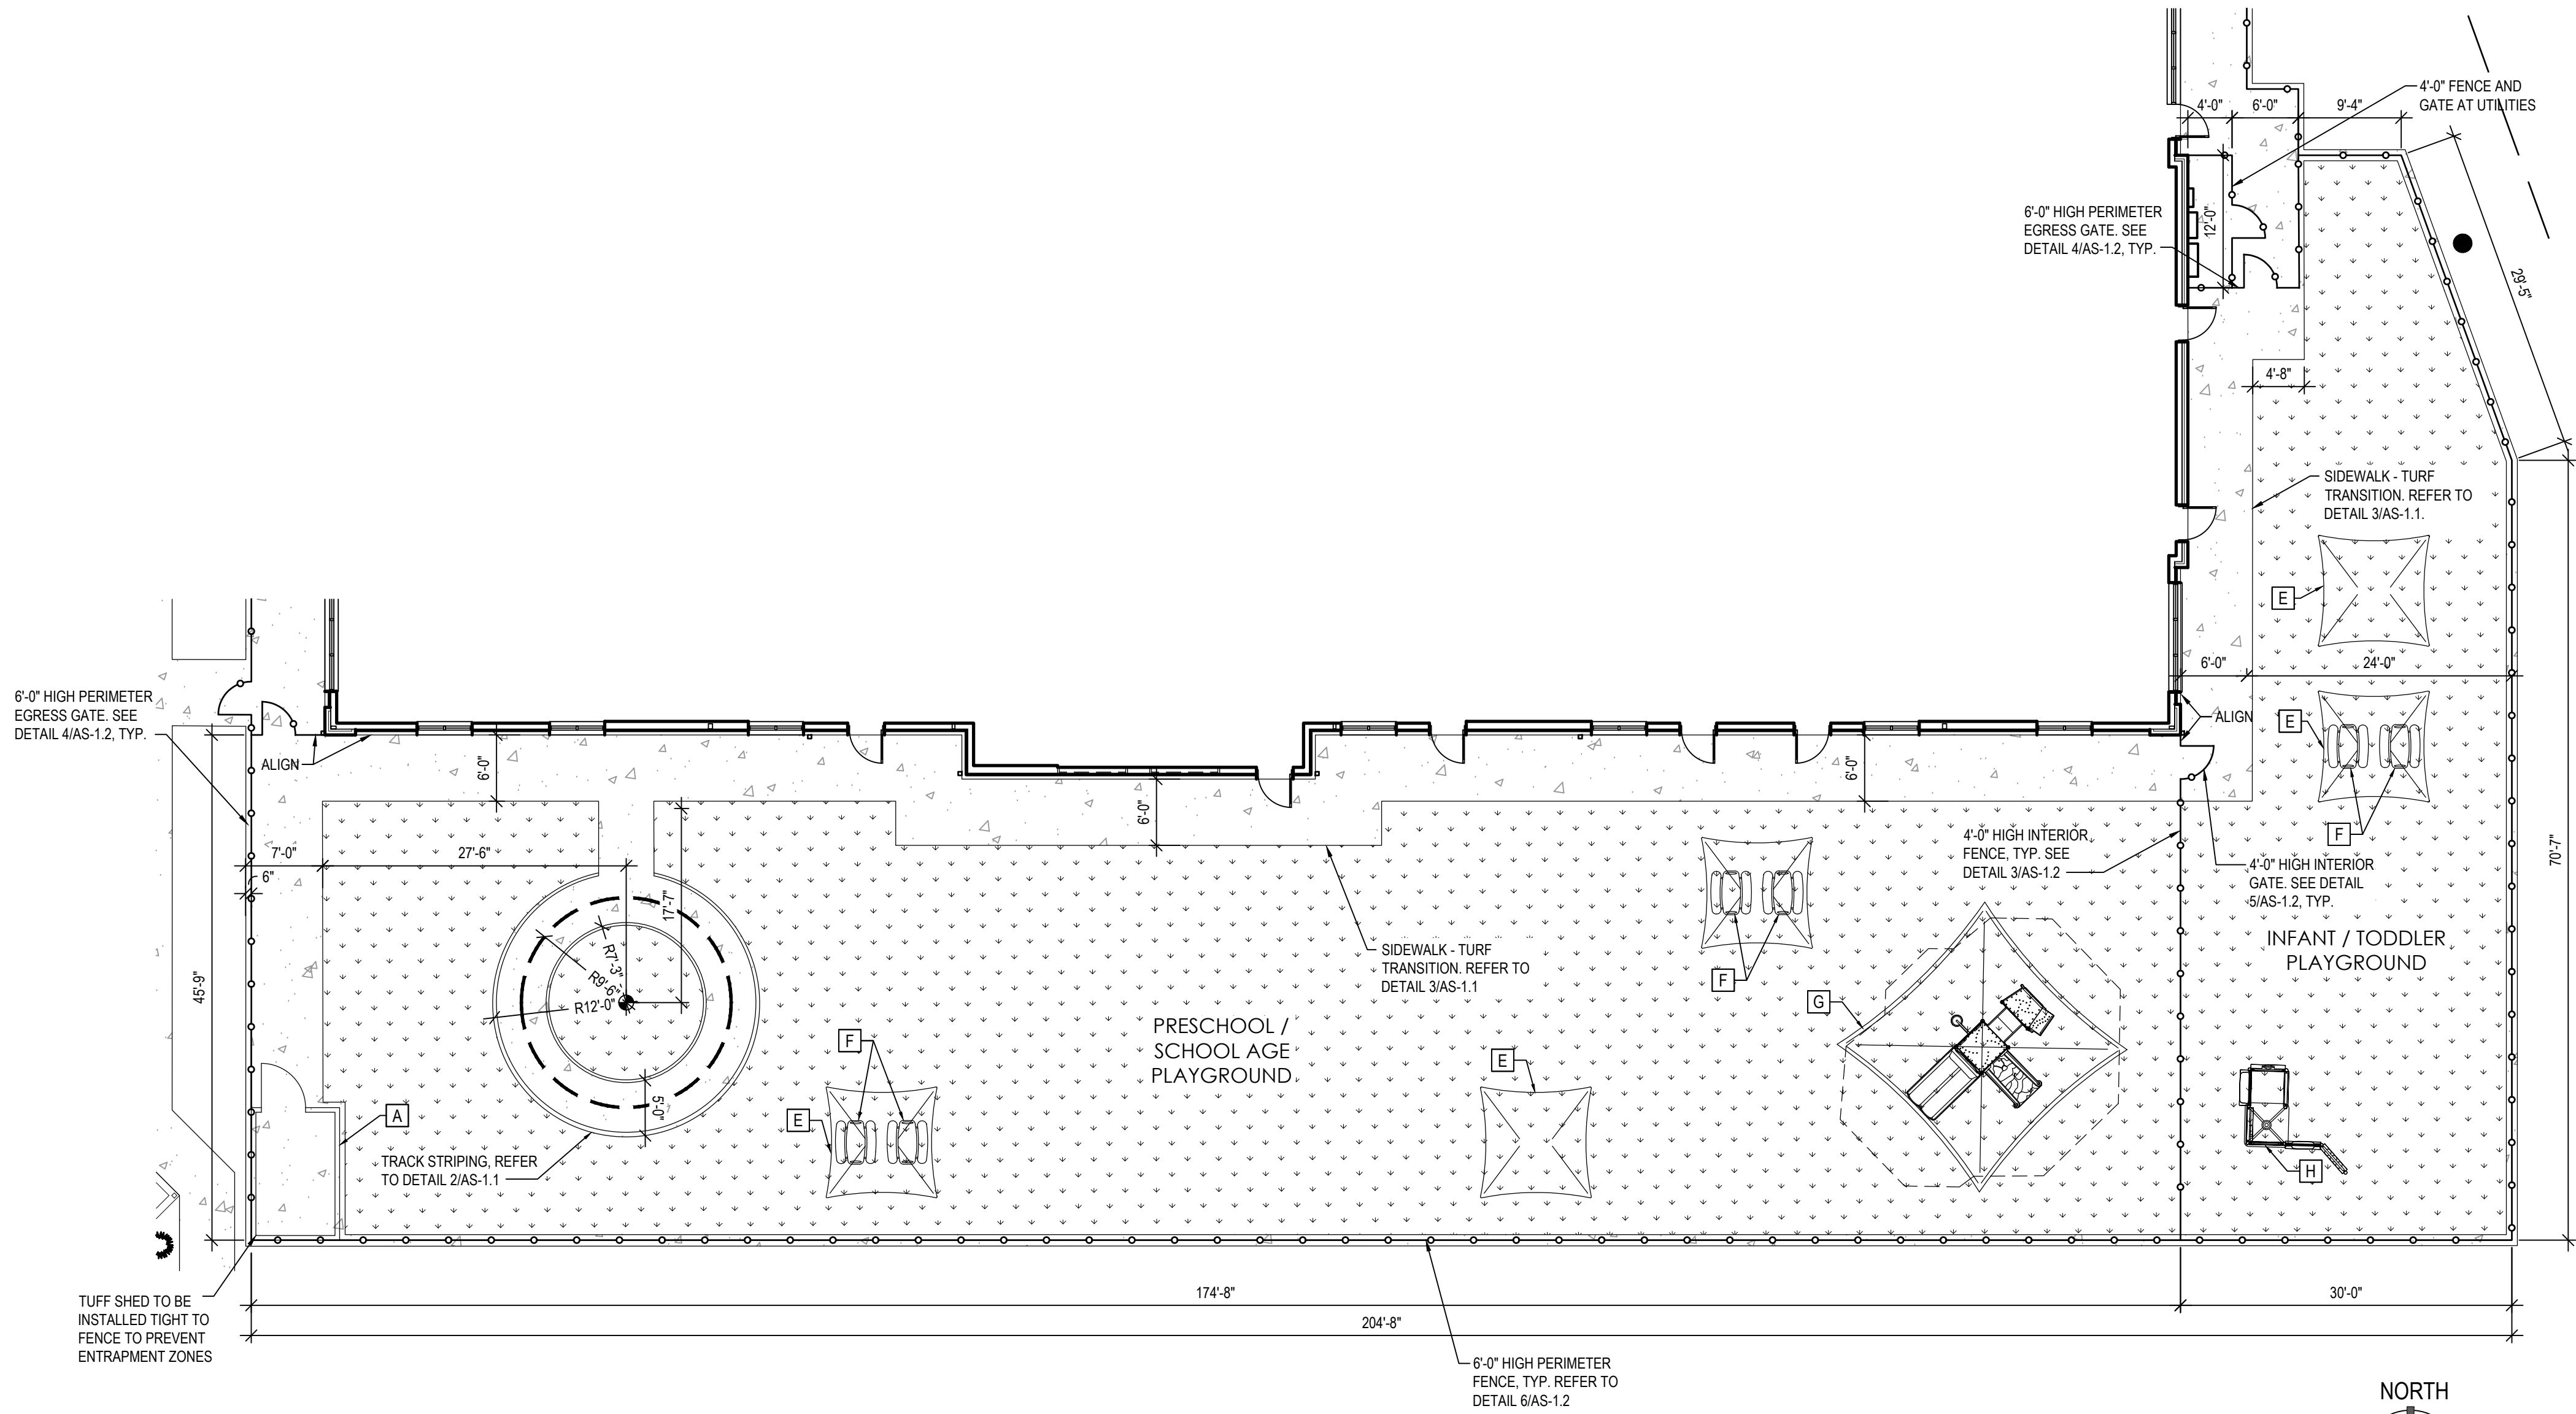 4'-0" FENCE AND
GATE AT UTILITIES
4'-0"
6'-0"
9'-4"
6'-0" HIGH PERIMETER
EGRESS GATE. SEE
DETAIL 4/AS-1.2, TYP.
12'-0"
29'-5"
4'-8"
SIDEWALK - TURF
TRANSITION. REFER TO
DETAIL 3/AS-1.1.
E
6'-0"
24'-0"
6'-0" HIGH PERIMETER
EGRESS GATE. SEE
DETAIL 4/AS-1.2, TYP.
ALIGN
ALIGN
E
F
6'-0"
6'-0"
6'-0"
7'-0"
27'-6"
6"
17'-7"
4'-0" HIGH INTERIOR
FENCE, TYP. SEE
DETAIL 3/AS-1.2
4'-0" HIGH INTERIOR
GATE. SEE DETAIL
5/AS-1.2, TYP.
70'-7"
45'-9"
R7'-3"
R9'-6"
R12'-0"
5'-0"
SIDEWALK - TURF
TRANSITION. REFER TO
DETAIL 3/AS-1.1
F
G
INFANT / TODDLER
PLAYGROUND
PRESCHOOL /
SCHOOL AGE
PLAYGROUND
F
E
E
A
H
TRACK STRIPING, REFER
TO DETAIL 2/AS-1.1
TUFF SHED TO BE
INSTALLED TIGHT TO
FENCE TO PREVENT
ENTRAPMENT ZONES
174'-8"
30'-0"
204'-8"
6'-0" HIGH PERIMETER
FENCE, TYP. REFER TO
DETAIL 6/AS-1.2
NORTH